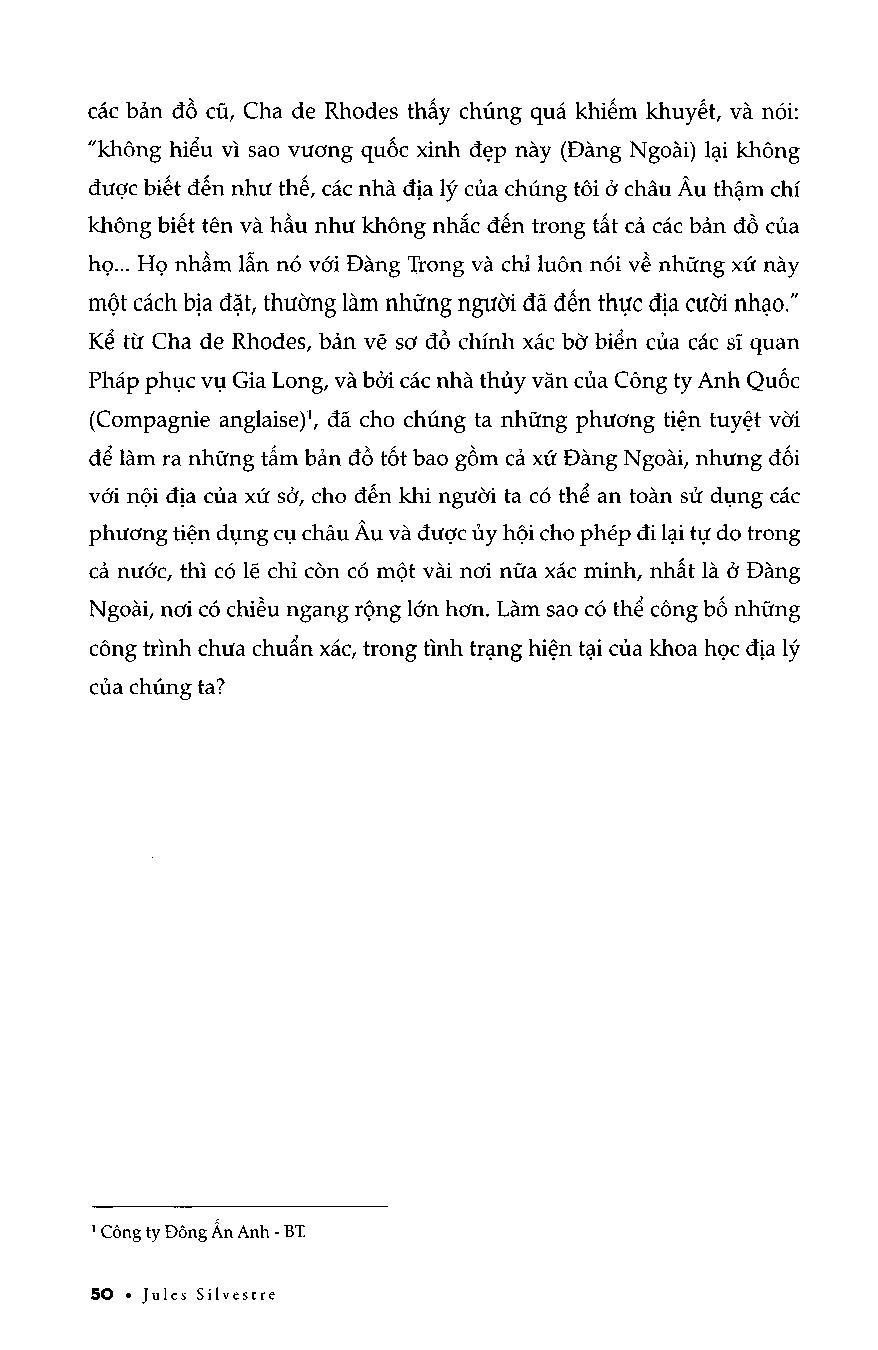 các bản đồ cũ, Cha de Rhodes thấy chúng quá khiếm khuyết, và nói:
"không hiểu vì sao vương quốc xinh đẹp này (Đàng Ngoài) lại không
được biết đến như thế, các nhà địa lý của chúng tôi ở châu Âu thậm chí
không biết tên và hầu như không nhắc đến trong tất cả các bản đồ của
họ... Họ nhầm lẫn nó với Đàng Trong và chỉ luôn nói về những xứ này
một cách bịa đặt, thường làm những người đã đến thực địa cười nhạo."
Kể từ Cha de Rhodes, bản vẽ sơ đồ chính xác bờ biển của các sĩ quan
Pháp phục vụ Gia Long, và bởi các nhà thủy văn của Công ty Anh Quốc
(Compagnie anglaise)¹, đã cho chúng ta những phương tiện tuyệt vời
để làm ra những tấm bản đồ tốt bao gồm cả xứ Đàng Ngoài, nhưng đối
với nội địa của xứ sở, cho đến khi người ta có thể an toàn sử dụng các
phương tiện dụng cụ châu Âu và được ủy hội cho phép đi lại tự do trong
cả nước, thì có lẽ chỉ còn có một vài nơi nữa xác minh, nhất là ở Đàng
Ngoài, nơi có chiều ngang rộng lớn hơn. Làm sao có thể công bố những
công trình chưa chuẩn xác, trong tình trạng hiện tại của khoa học địa lý
của chúng ta?
¹ Công ty Đông Ấn Anh - BT.
50 • Jules Silvestre